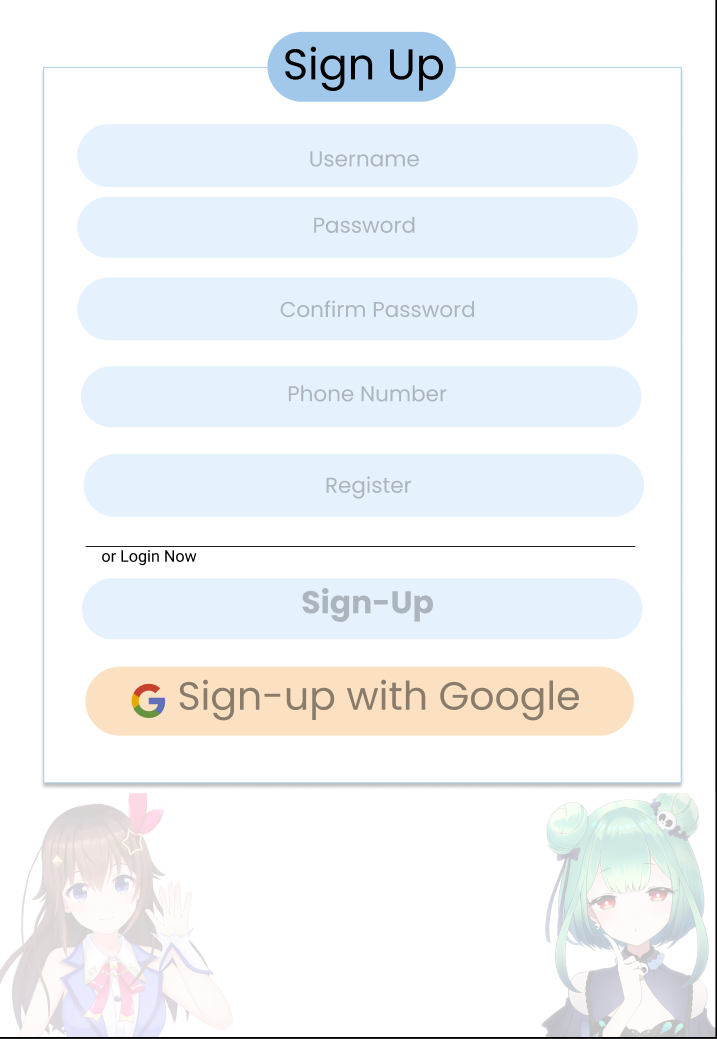 Sign Up
Username
Password
Confirm Password
Phone Number
Register
or Login Now
Sign-Up
Sign-up with Google